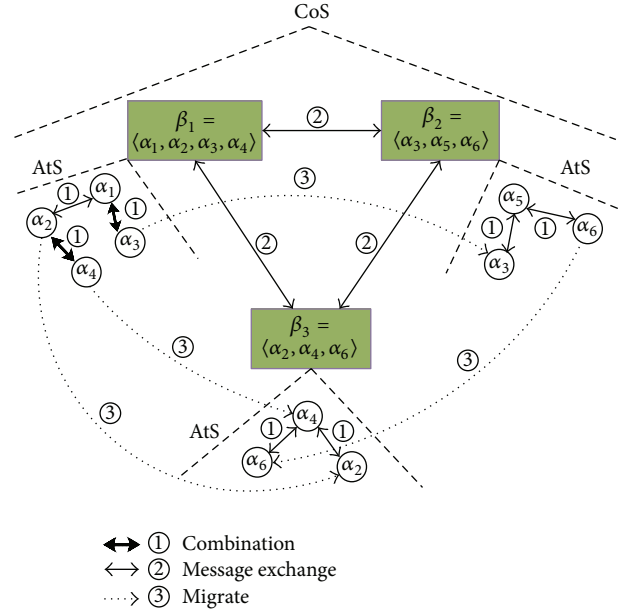 CoS
β₁ =
⟨α₁, α₂, α₃, α₄⟩
②
β₂ =
⟨α₃, α₅, α₆⟩
AtS
AtS
①
α₁
③
α₅
α₂
①
α₃
①
①
①
α₆
α₄
②
②
α₃
β₃ =
⟨α₂, α₄, α₆⟩
③
③
③
AtS
α₄
①
①
α₆
α₂
① Combination
② Message exchange
③ Migrate